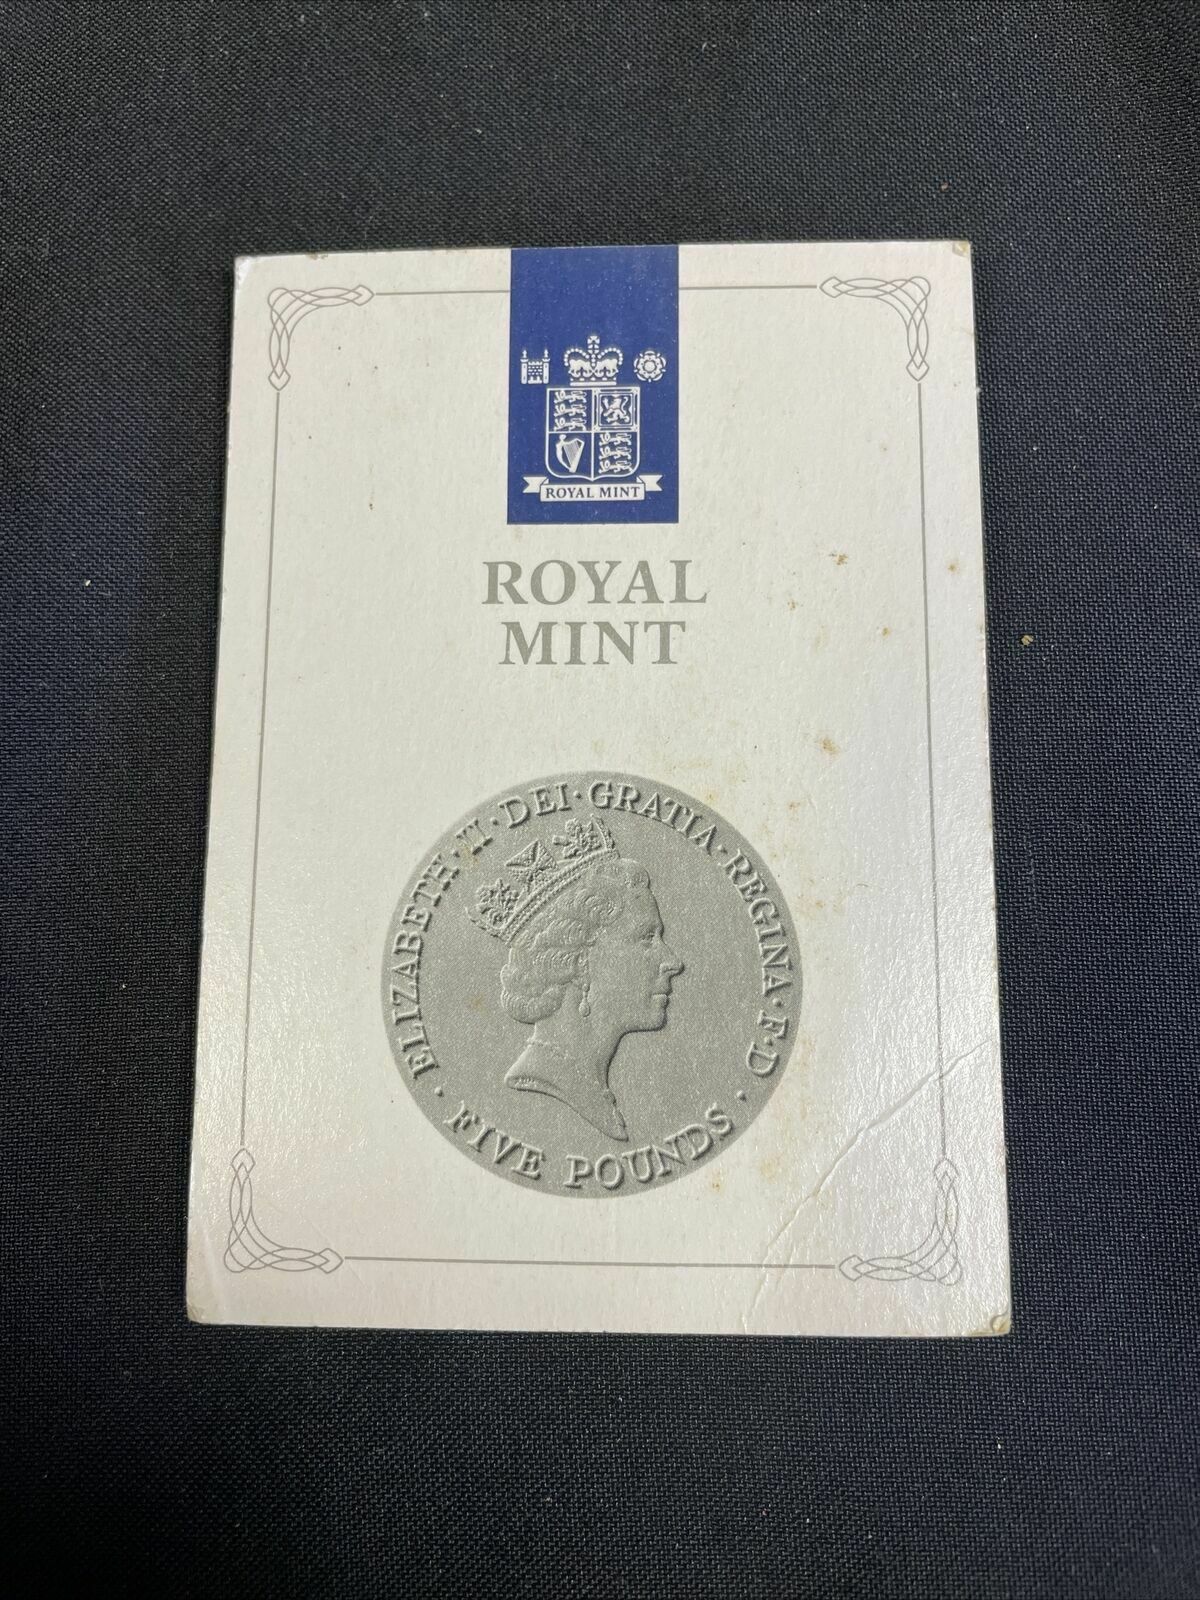 ROYAL MINT
ROYAL
MINT
· ELIZABETH · II · DEI · GRATIA · REGINA · F · D ·
FIVE POUNDS